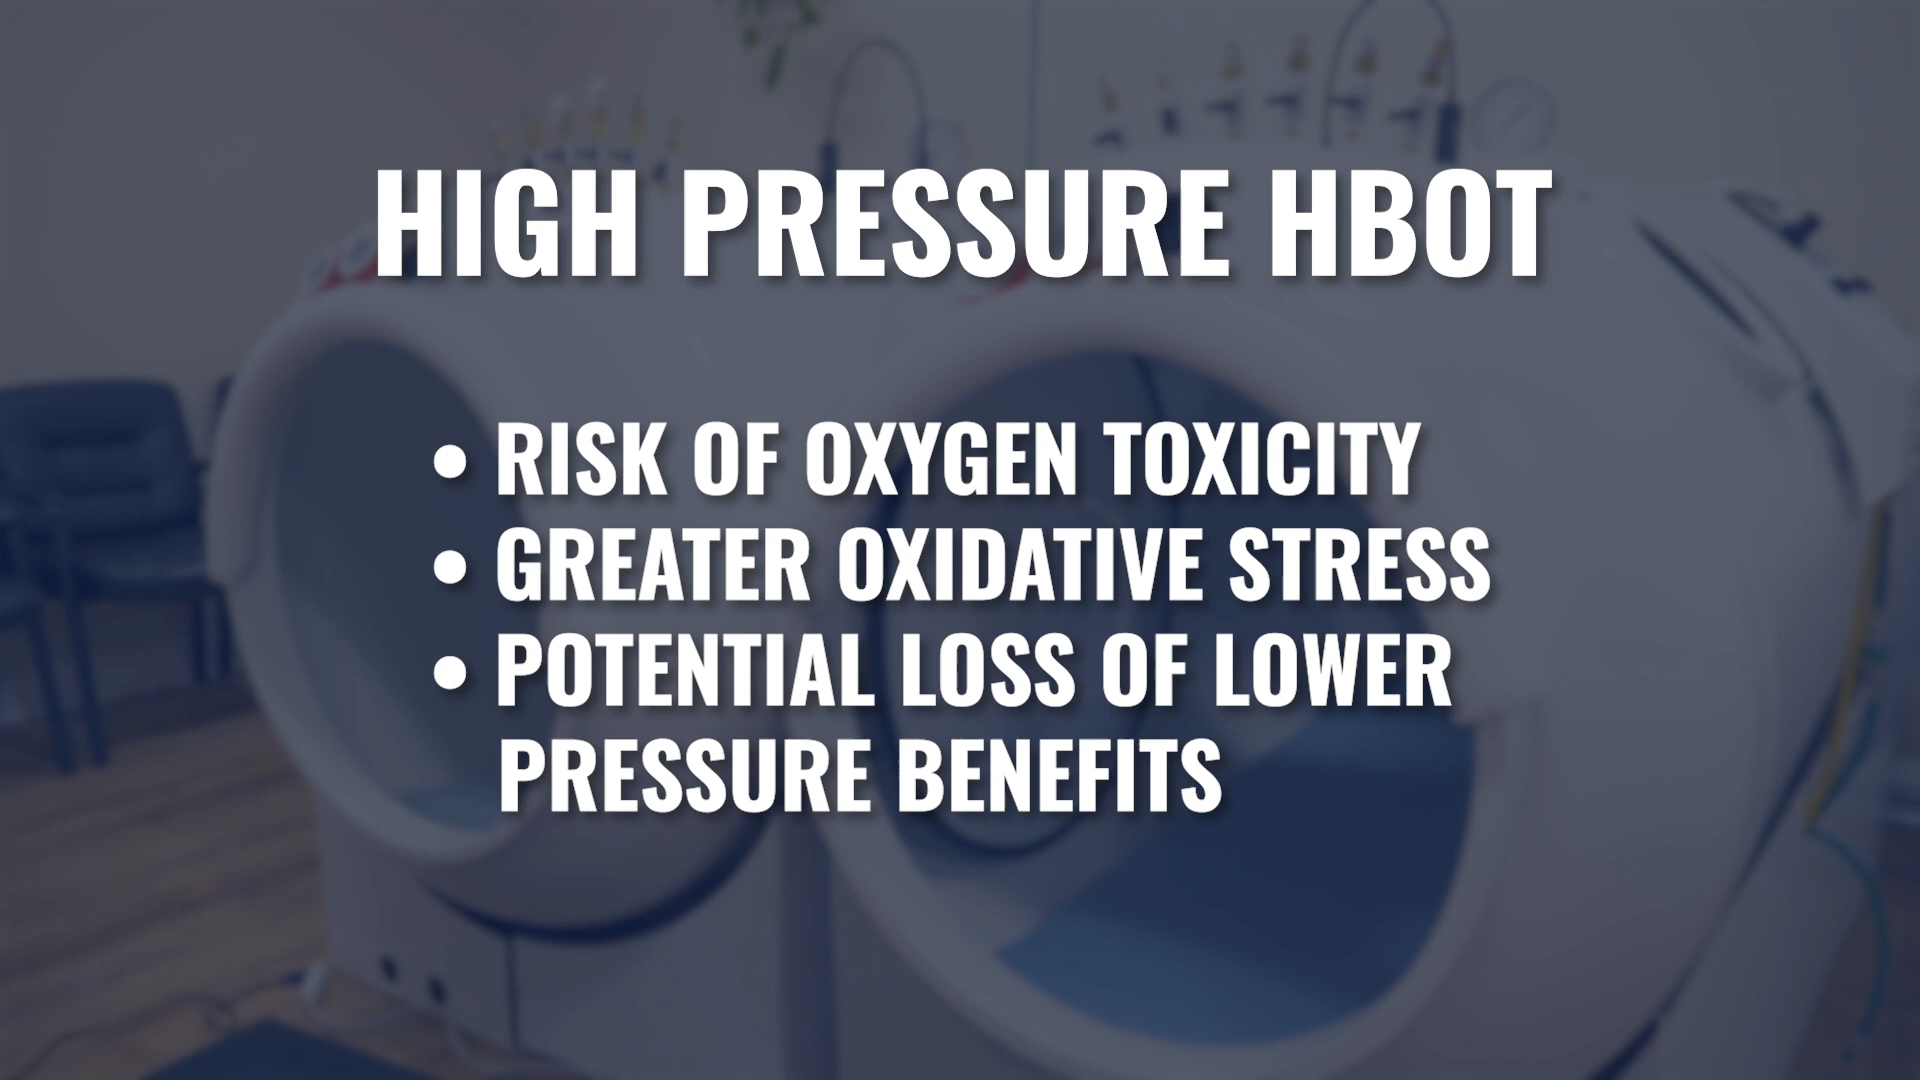 HIGH PRESSURE HBOT
• RISK OF OXYGEN TOXICITY
• GREATER OXIDATIVE STRESS
• POTENTIAL LOSS OF LOWER
PRESSURE BENEFITS